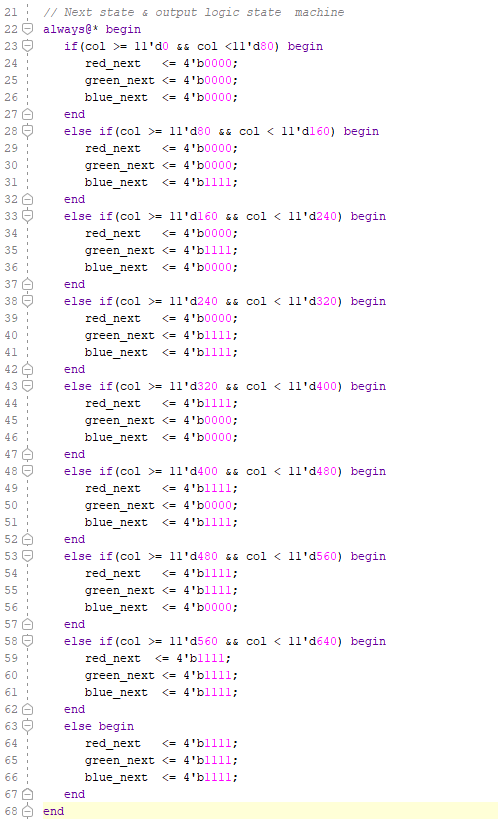 21 // Next state & output logic state  machine
22 always@* begin
23    if(col >= 11'd0 && col <11'd80) begin
24       red_next   <= 4'b0000;
25       green_next <= 4'b0000;
26       blue_next  <= 4'b0000;
27    end
28    else if(col >= 11'd80 && col < 11'd160) begin
29       red_next   <= 4'b0000;
30       green_next <= 4'b0000;
31       blue_next  <= 4'b1111;
32    end
33    else if(col >= 11'd160 && col < 11'd240) begin
34       red_next   <= 4'b0000;
35       green_next <= 4'b1111;
36       blue_next  <= 4'b0000;
37    end
38    else if(col >= 11'd240 && col < 11'd320) begin
39       red_next   <= 4'b0000;
40       green_next <= 4'b1111;
41       blue_next  <= 4'b1111;
42    end
43    else if(col >= 11'd320 && col < 11'd400) begin
44       red_next   <= 4'b1111;
45       green_next <= 4'b0000;
46       blue_next  <= 4'b0000;
47    end
48    else if(col >= 11'd400 && col < 11'd480) begin
49       red_next   <= 4'b1111;
50       green_next <= 4'b0000;
51       blue_next  <= 4'b1111;
52    end
53    else if(col >= 11'd480 && col < 11'd560) begin
54       red_next   <= 4'b1111;
55       green_next <= 4'b1111;
56       blue_next  <= 4'b0000;
57    end
58    else if(col >= 11'd560 && col < 11'd640) begin
59       red_next  <= 4'b1111;
60       green_next <= 4'b1111;
61       blue_next  <= 4'b1111;
62    end
63    else begin
64       red_next   <= 4'b1111;
65       green_next <= 4'b1111;
66       blue_next  <= 4'b1111;
67    end
68 end